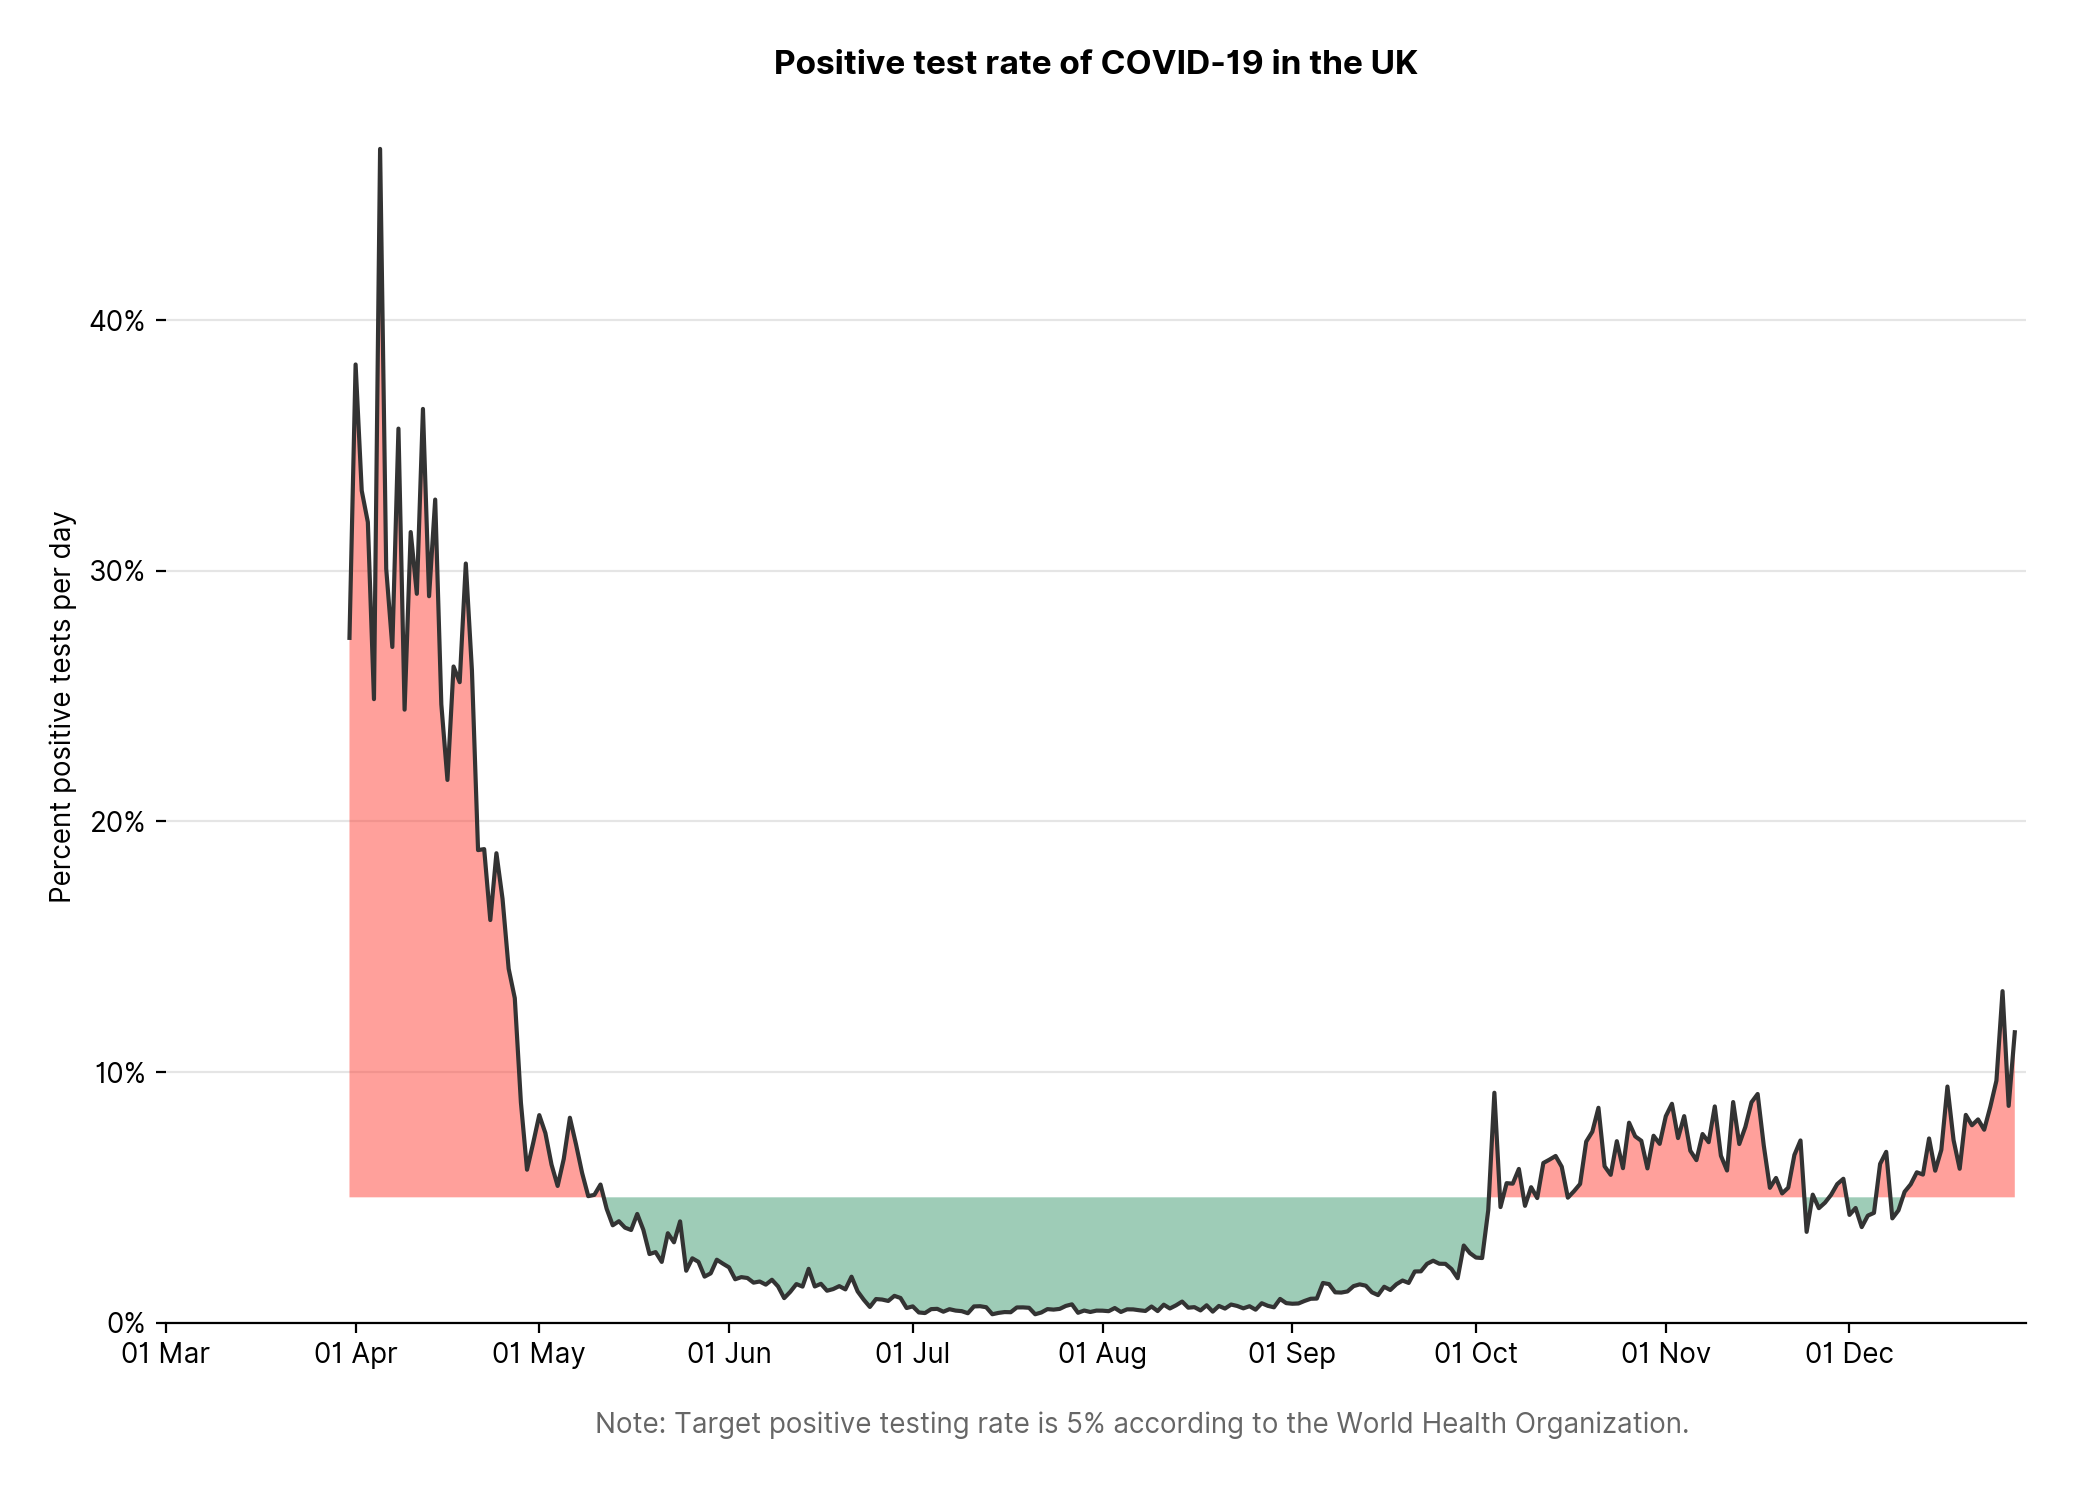 Positive test rate of COVID-19 in the UK
Percent positive tests per day
40%
30%
20%
10%
0%
01 Mar
01 Apr
01 May
01 Jun
01 Jul
01 Aug
01 Sep
01 Oct
01 Nov
01 Dec
Note: Target positive testing rate is 5% according to the World Health Organization.